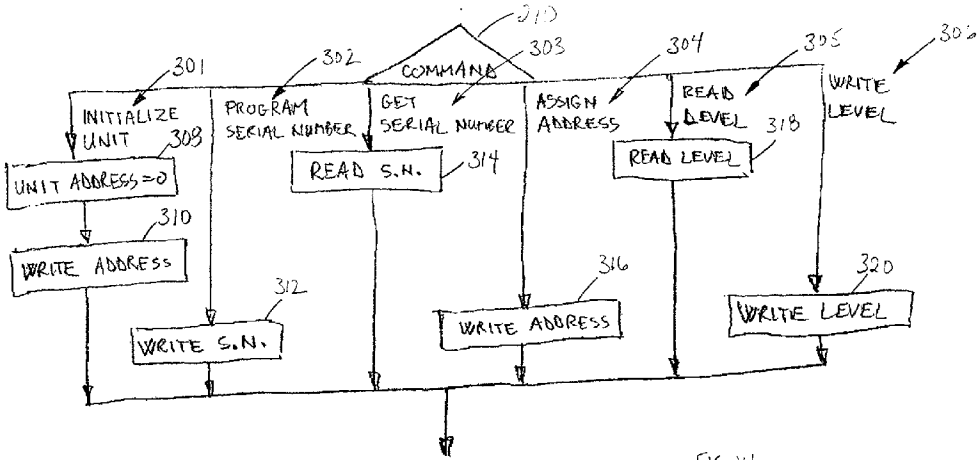 210
COMMAND
301
INITIALIZE
UNIT
302
PROGRAM
SERIAL NUMBER
303
GET
SERIAL NUMBER
304
ASSIGN
ADDRESS
305
READ
LEVEL
306
WRITE
LEVEL
308
UNIT ADDRESS=0
310
WRITE ADDRESS
312
WRITE S.N.
314
READ S.N.
316
WRITE ADDRESS
318
READ LEVEL
320
WRITE LEVEL